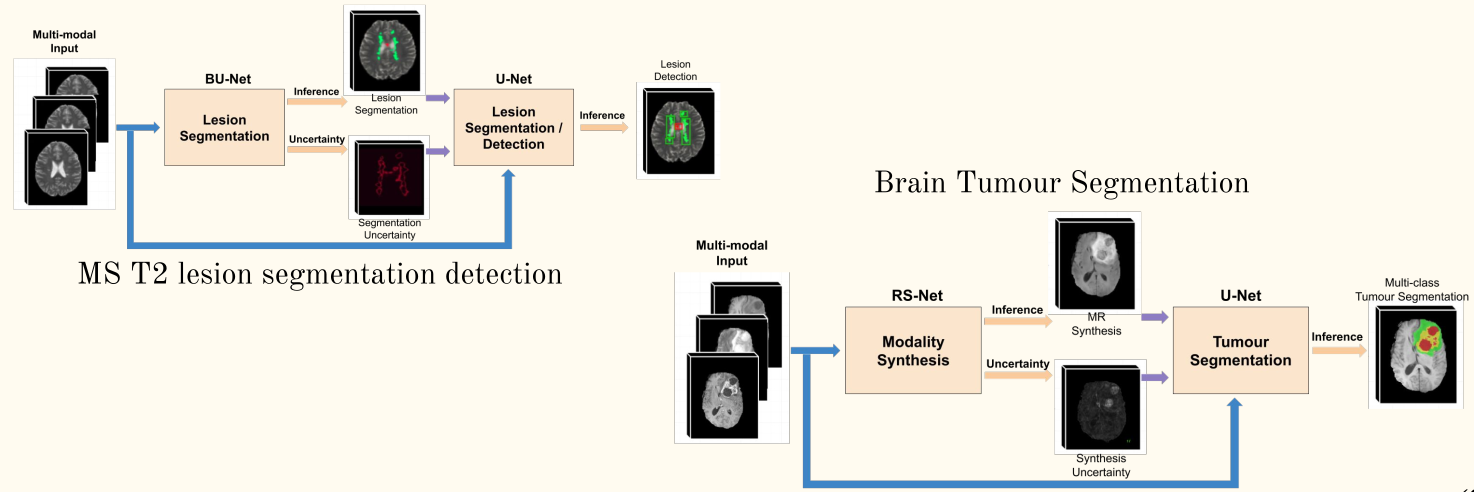 Multi-modal
Input
BU-Net
Lesion
Segmentation
Inference
Uncertainty
Lesion
Segmentation
Segmentation
Uncertainty
U-Net
Lesion
Segmentation /
Detection
Inference
Lesion
Detection
MS T2 lesion segmentation detection
Brain Tumour Segmentation
Multi-modal
Input
RS-Net
Modality
Synthesis
Inference
Uncertainty
MR
Synthesis
Synthesis
Uncertainty
U-Net
Tumour
Segmentation
Inference
Multi-class
Tumour Segmentation